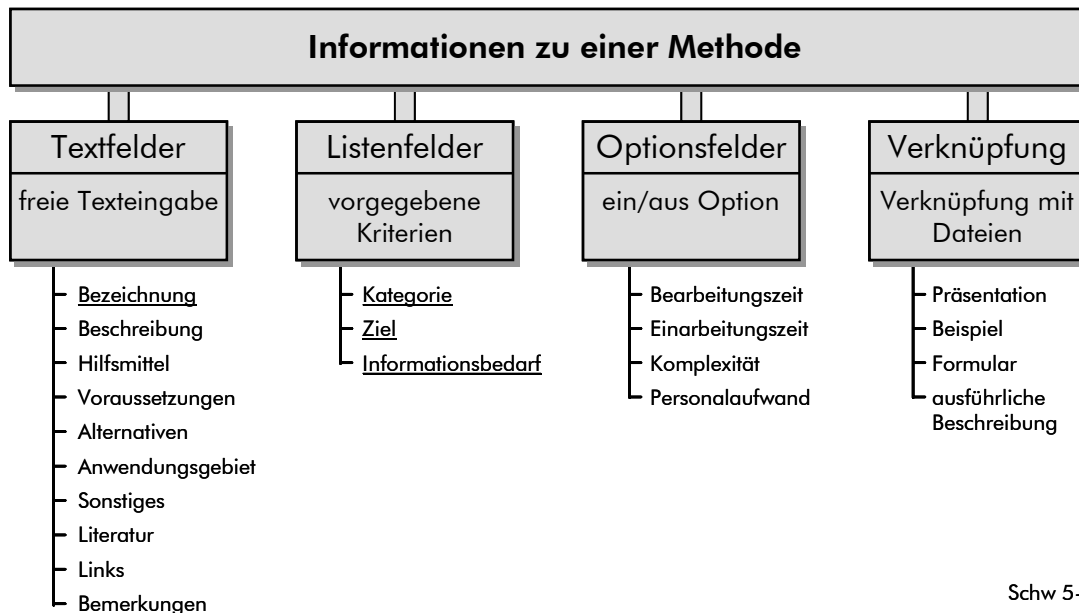 Informationen zu einer Methode
Textfelder
freie Texteingabe
Bezeichnung
Beschreibung
Hilfsmittel
Voraussetzungen
Alternativen
Anwendungsgebiet
Sonstiges
Literatur
Links
Bemerkungen
Listenfelder
vorgegebene
Kriterien
Kategorie
Ziel
Informationsbedarf
Optionsfelder
ein/aus Option
Bearbeitungszeit
Einarbeitungszeit
Komplexität
Personalaufwand
Verknüpfung
Verknüpfung mit
Dateien
Präsentation
Beispiel
Formular
ausführliche
Beschreibung
Schw 5-